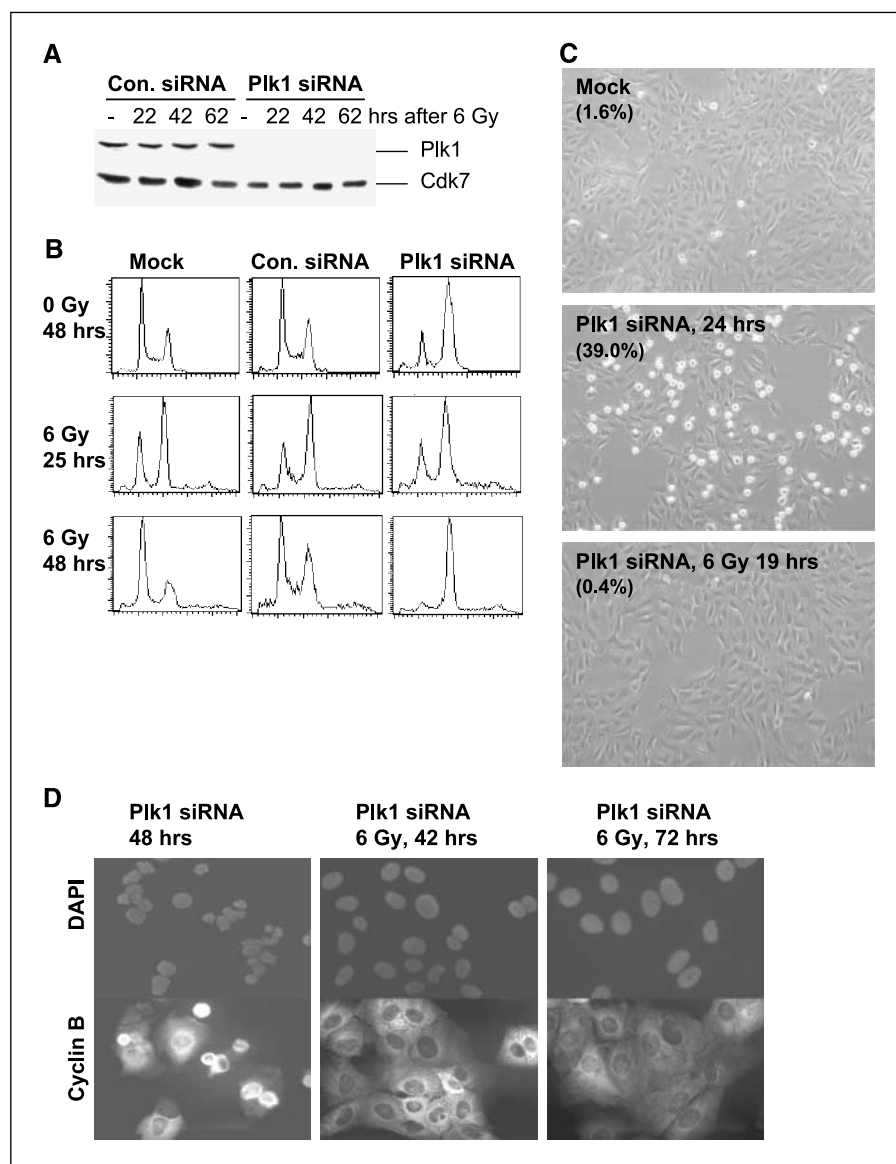 A
Con. siRNA Plk1 siRNA
- 22 42 62 - 22 42 62 hrs after 6 Gy
Plk1
Cdk7
B
Mock Con. siRNA Plk1 siRNA
0 Gy
48 hrs
6 Gy
25 hrs
6 Gy
48 hrs
C
Mock
(1.6%)
Plk1 siRNA, 24 hrs
(39.0%)
Plk1 siRNA, 6 Gy 19 hrs
(0.4%)
D
Plk1 siRNA
48 hrs
Plk1 siRNA
6 Gy, 42 hrs
Plk1 siRNA
6 Gy, 72 hrs
DAPI
Cyclin B